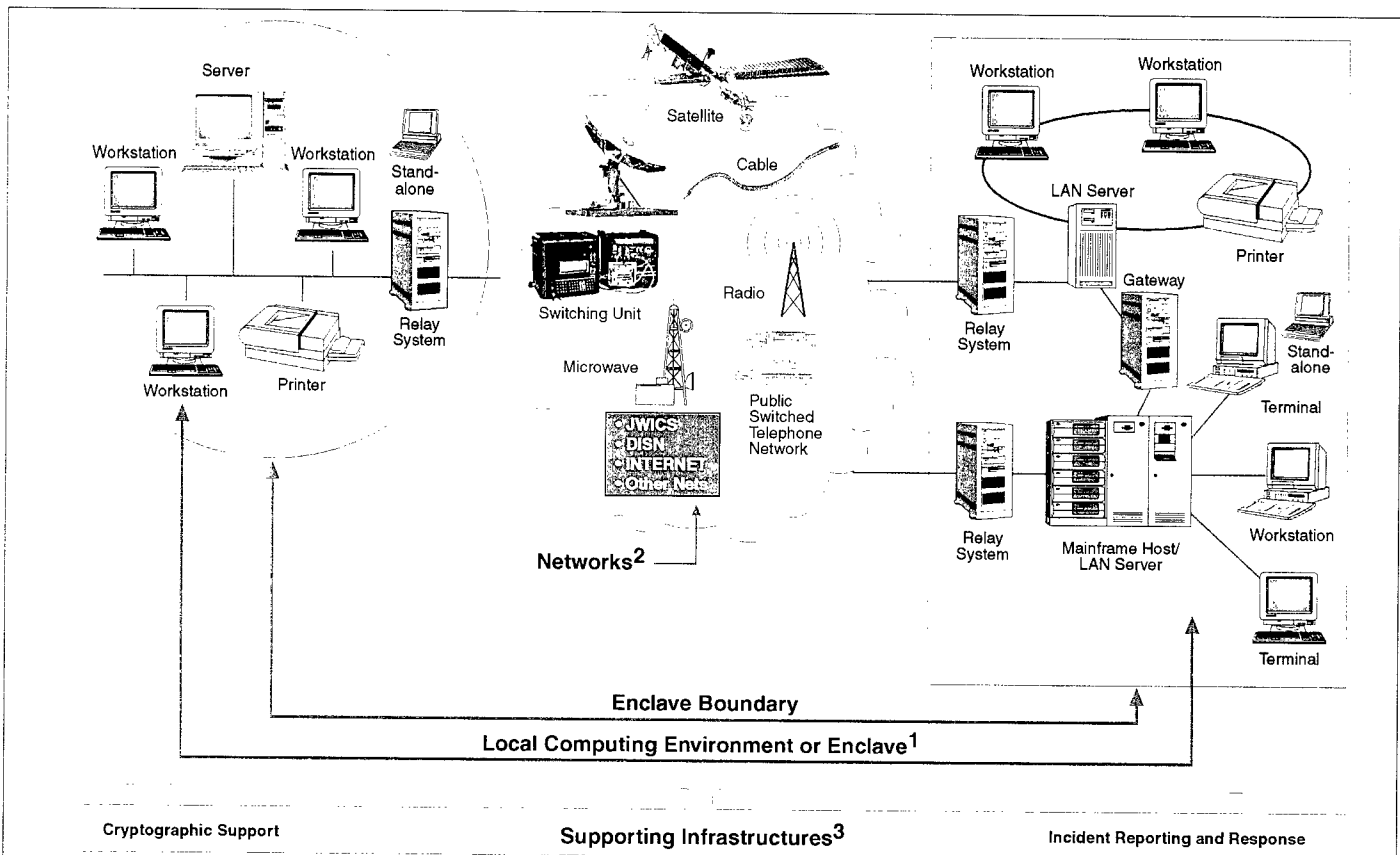 Server
Workstation
Workstation
Stand-
alone
Relay
System
Workstation
Printer
Satellite
Cable
Switching Unit
Radio
Microwave
Public
Switched
Telephone
Network
• JWICS
• DISN
• INTERNET
• Other Nets
Networks2
Workstation
Workstation
LAN Server
Printer
Relay
System
Gateway
Stand-
alone
Terminal
Relay
System
Mainframe Host/
LAN Server
Workstation
Terminal
Enclave Boundary
Local Computing Environment or Enclave1
Cryptographic Support
Supporting Infrastructures3
Incident Reporting and Response